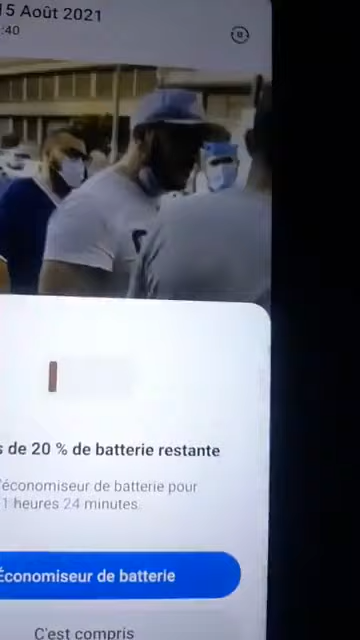 15 Août 2021
:40
s de 20 % de batterie restante
'économiseur de batterie pour
1 heures 24 minutes.
Économiseur de batterie
C'est compris